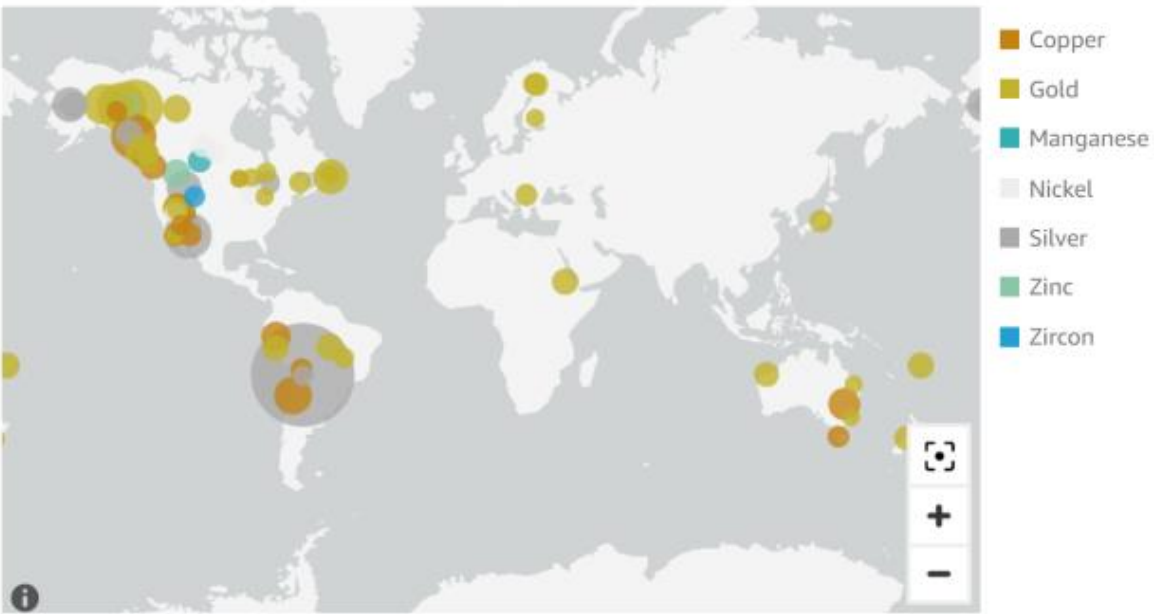 Copper
Gold
Manganese
Nickel
Silver
Zinc
Zircon